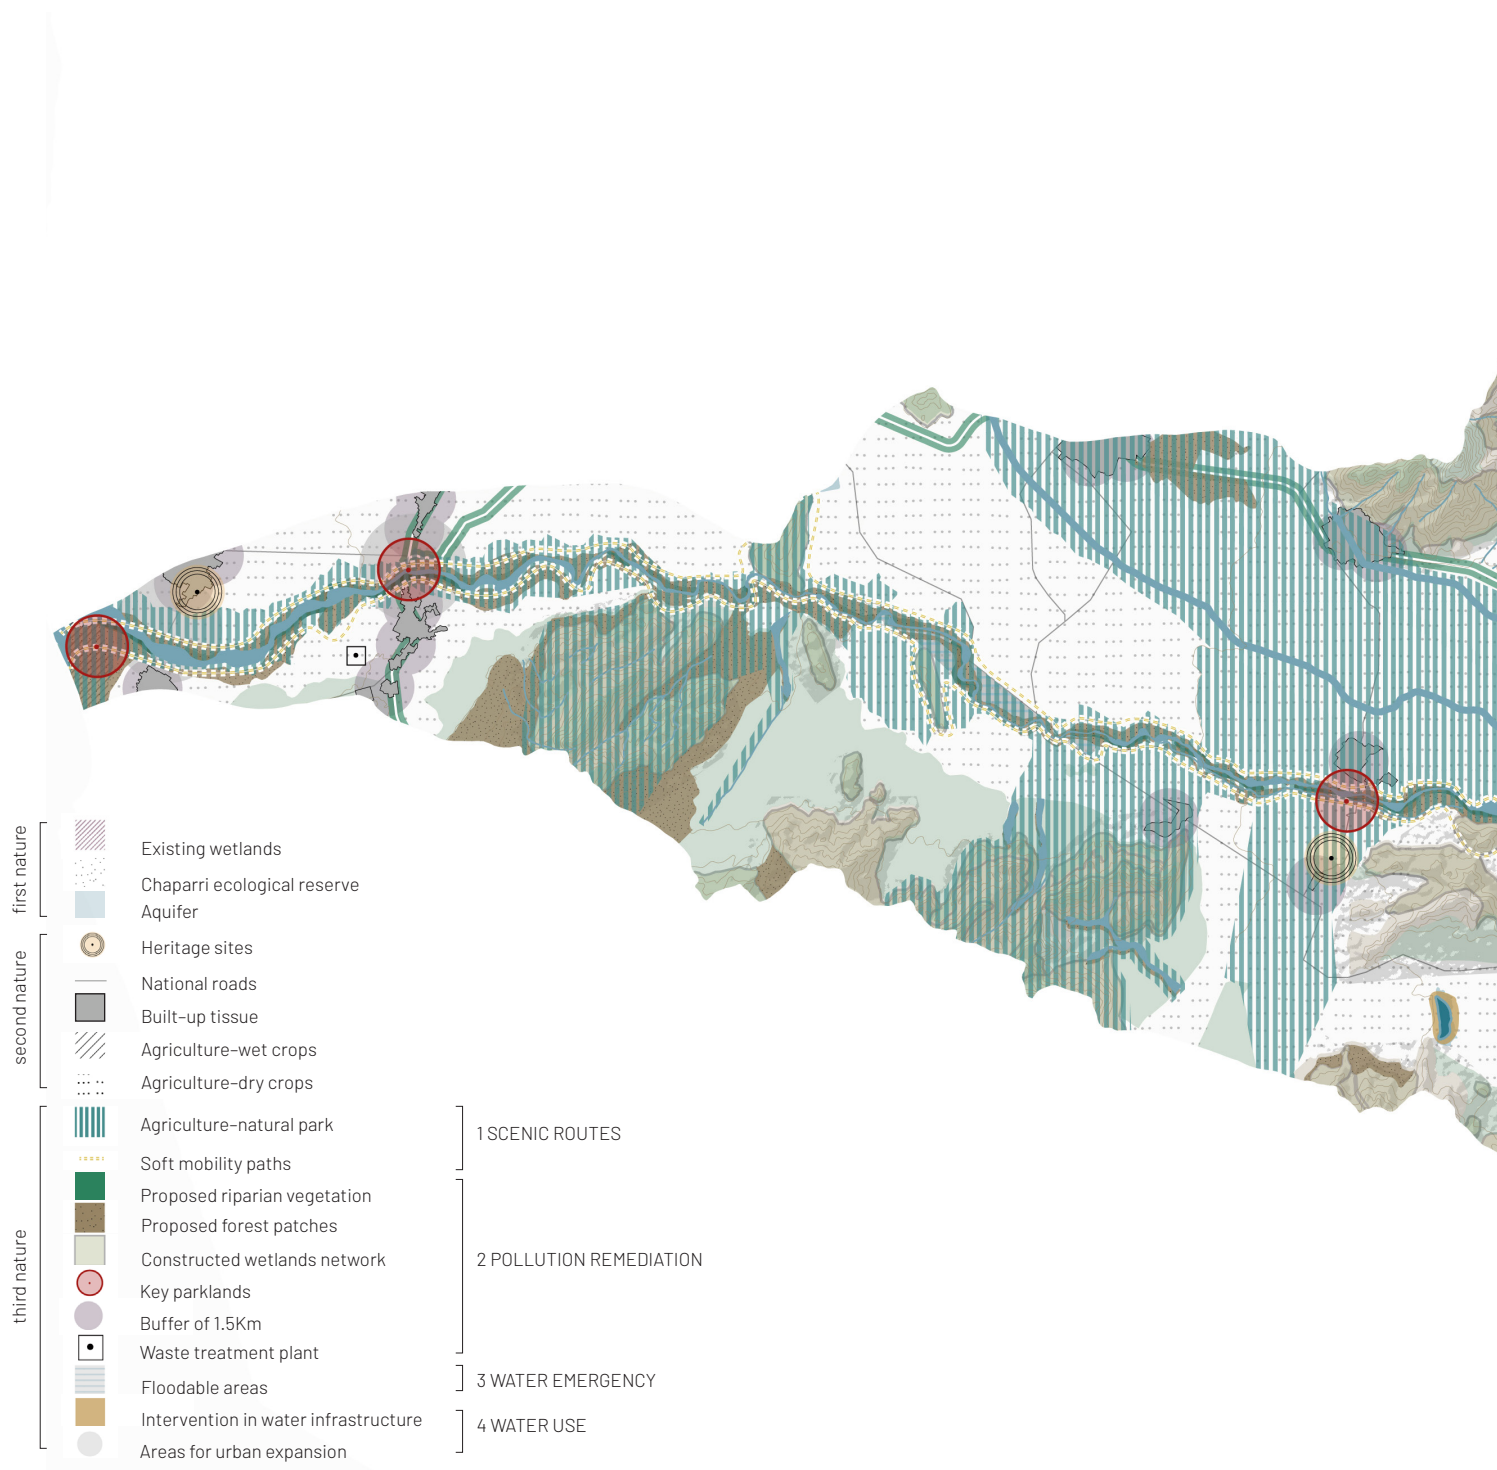 first nature
Existing wetlands
Chaparri ecological reserve
Aquifer
second nature
Heritage sites
National roads
Built-up tissue
Agriculture-wet crops
Agriculture-dry crops
third nature
Agriculture-natural park
Soft mobility paths
1 SCENIC ROUTES
Proposed riparian vegetation
Proposed forest patches
Constructed wetlands network
Key parklands
Buffer of 1.5Km
Waste treatment plant
2 POLLUTION REMEDIATION
Floodable areas
3 WATER EMERGENCY
Intervention in water infrastructure
Areas for urban expansion
4 WATER USE